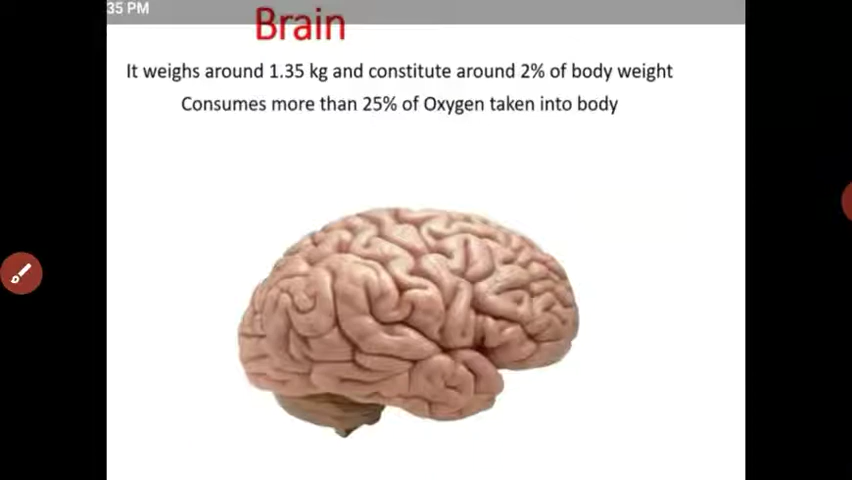 35 PM
Brain
It weighs around 1.35 kg and constitute around 2% of body weight
Consumes more than 25% of Oxygen taken into body